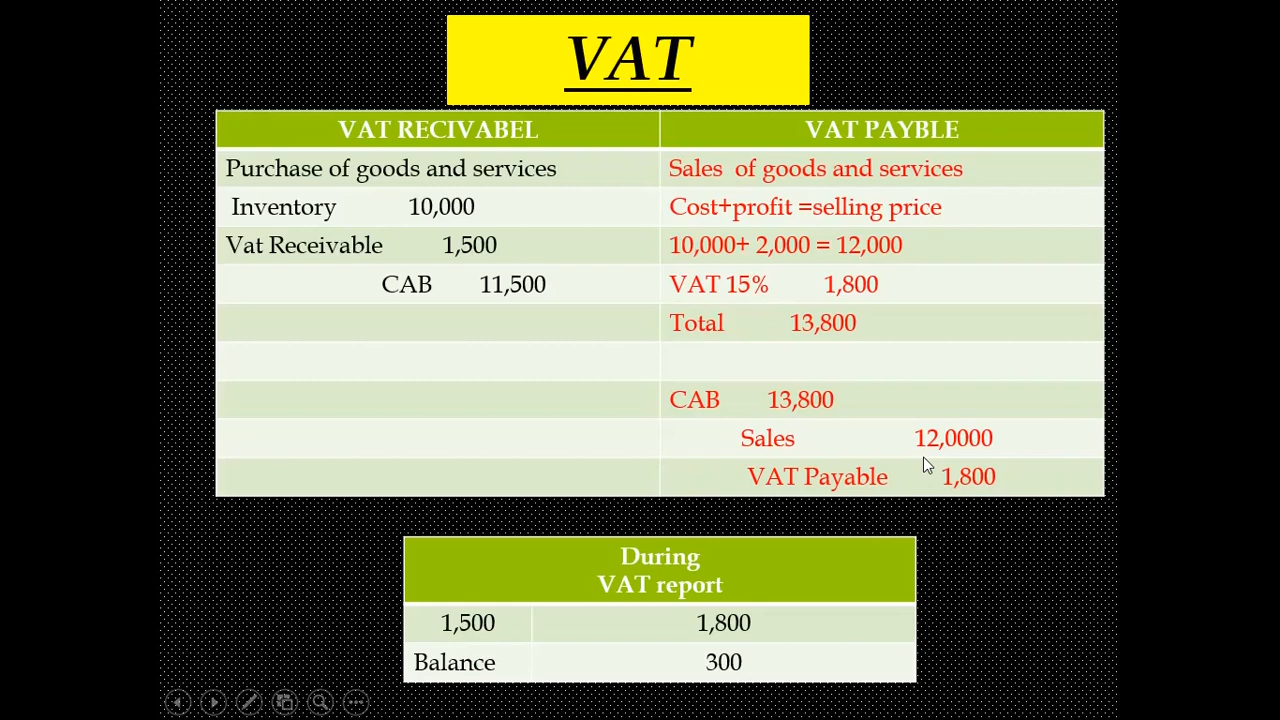 VAT
VAT RECIVABEL
VAT PAYBLE
Purchase of goods and services
Sales of goods and services
Inventory 10,000
Cost+profit =selling price
Vat Receivable 1,500
10,000+ 2,000 = 12,000
CAB 11,500
VAT 15% 1,800
Total 13,800
CAB 13,800
Sales 12,0000
VAT Payable 1,800
During
VAT report
1,500 1,800
Balance 300